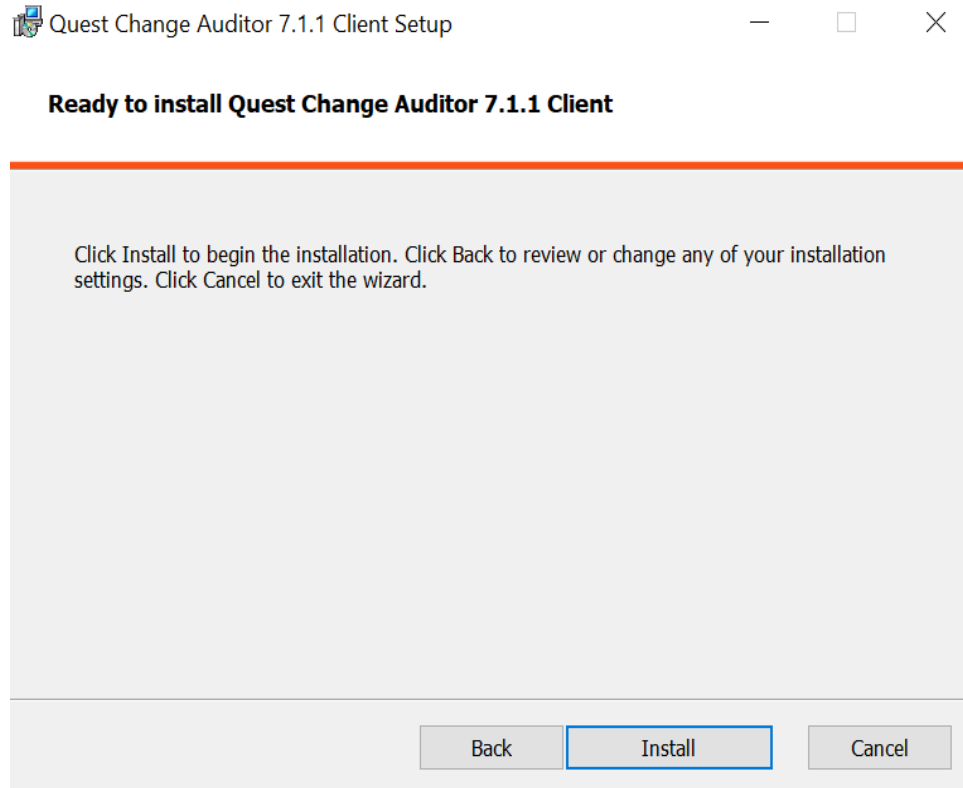 Quest Change Auditor 7.1.1 Client Setup
Ready to install Quest Change Auditor 7.1.1 Client
Click Install to begin the installation. Click Back to review or change any of your installation
settings. Click Cancel to exit the wizard.
Back Install Cancel